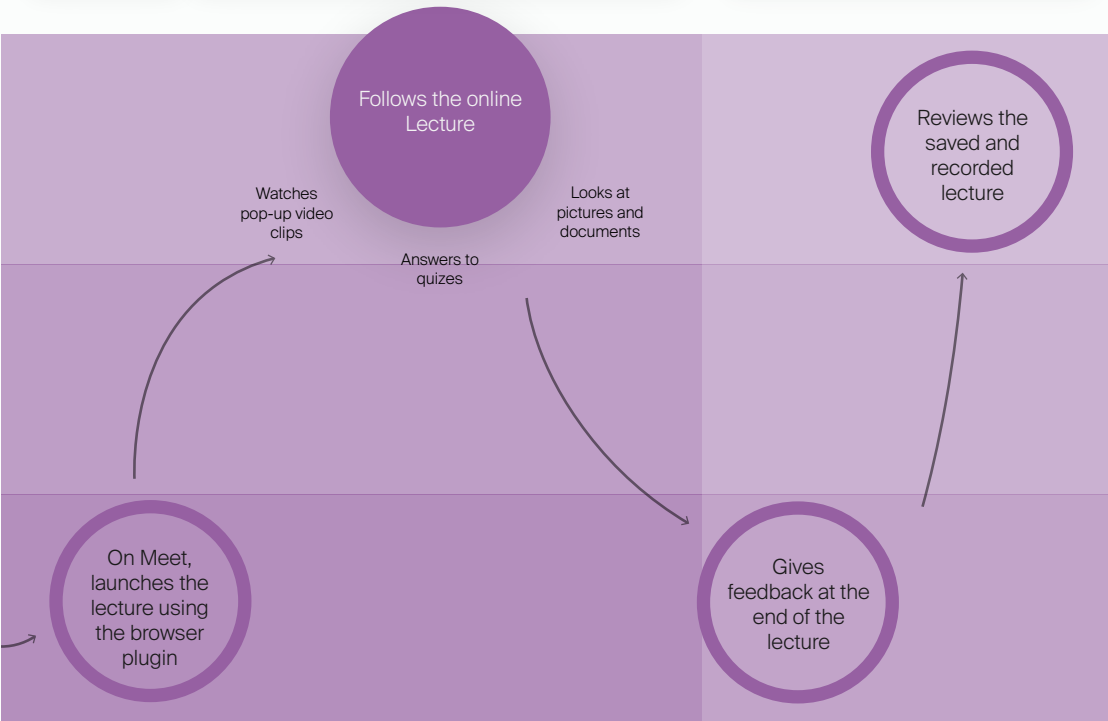 Follows the online
Lecture
Watches
pop-up video
clips
Answers to
quizes
Looks at
pictures and
documents
Reviews the
saved and
recorded
lecture
On Meet,
launches the
lecture using
the browser
plugin
Gives
feedback at the
end of the
lecture